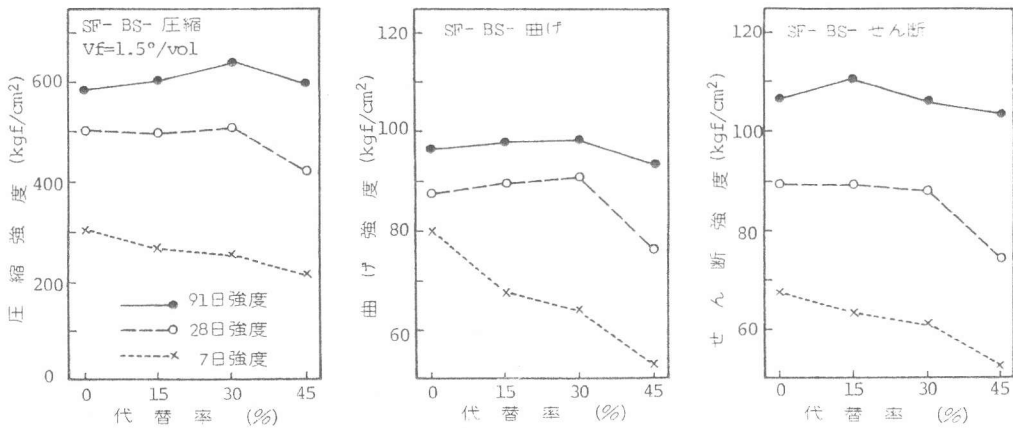 SF-BS-圧縮
Vf=1.5°/vol
圧縮強度 (kgf/cm²)
600
400
200
0
91日強度
28日強度
7日強度
0 15 30 45
代替率 (%)
SF-BS-曲げ
曲げ強度 (kgf/cm²)
120
100
80
60
0 15 30 45
代替率 (%)
SF-BS-せん断
せん断強度 (kgf/cm²)
120
100
80
60
0 15 30 45
代替率 (%)